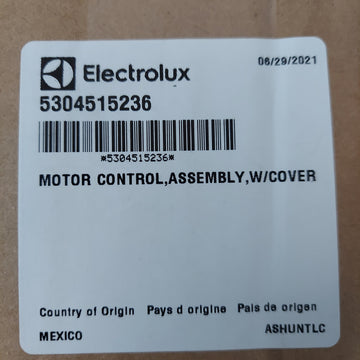 Electrolux
06/29/2021
5304515236
*5304515236*
MOTOR CONTROL,ASSEMBLY,W/COVER
Country of Origin Pays d origine Pais de origen
MEXICO ASHUNTLC